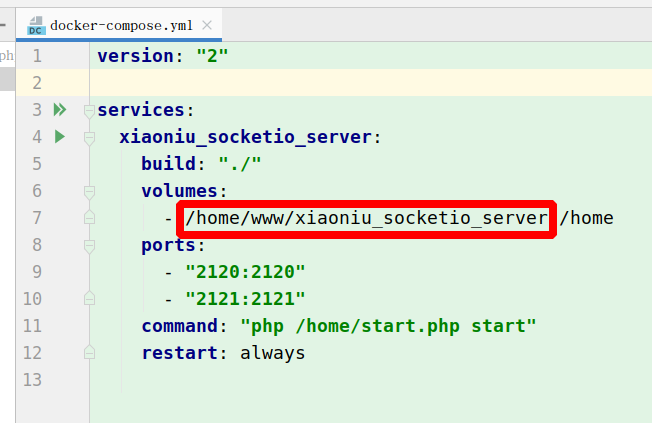 docker-compose.yml
ph
DC
1 version: "2"
2
3 services:
4 xiaoniu_socketio_server:
5 build: "./"
6 volumes:
7 - /home/www/xiaoniu_socketio_server /home
8 ports:
9 - "2120:2120"
10 - "2121:2121"
11 command: "php /home/start.php start"
12 restart: always
13